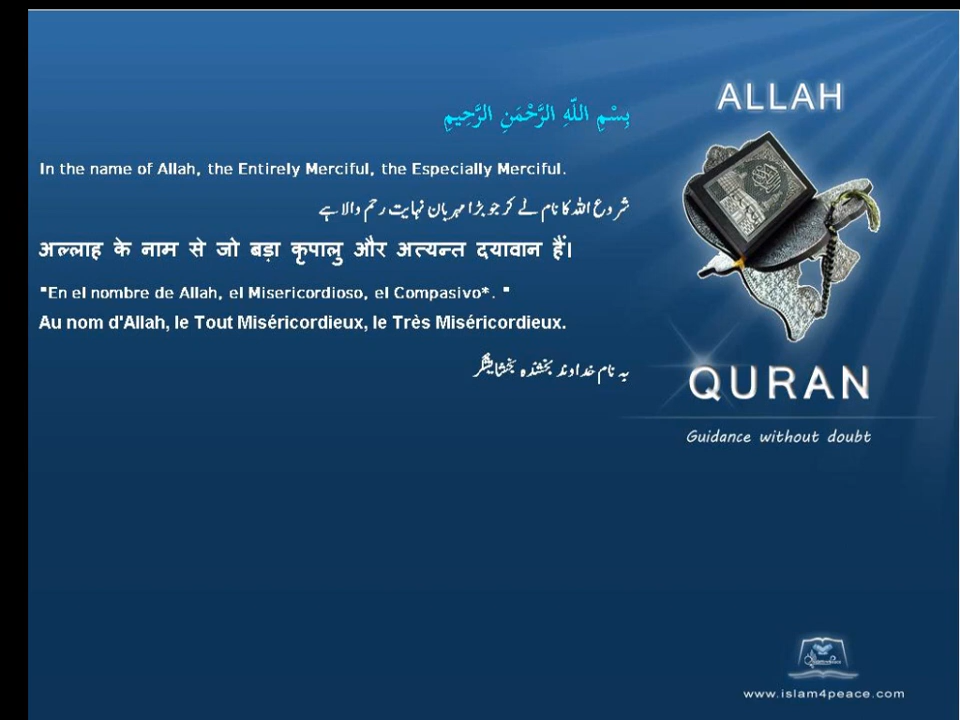 بِسْمِ اللَّهِ الرَّحْمَنِ الرَّحِيمِ
In the name of Allah, the Entirely Merciful, the Especially Merciful.
شروع الله کا نام لے کر جو بڑا مہربان نہایت رحم والا ہے
अल्लाह के नाम से जो बड़ा कृपालु और अत्यन्त दयावान हैं।
"En el nombre de Allah, el Misericordioso, el Compasivo*. "
Au nom d'Allah, le Tout Miséricordieux, le Très Miséricordieux.
به نام خداوند بخشنده بخشایشگر
ALLAH
QURAN
Guidance without doubt
www.islam4peace.com